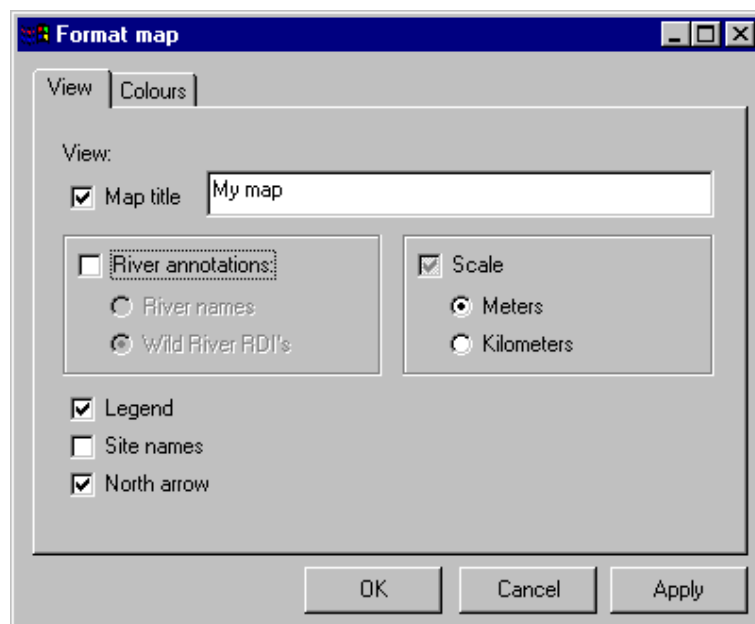 Format map
View
Colours
View:
Map title
My map
River annotations:
River names
Wild River RDI's
Scale
Meters
Kilometers
Legend
Site names
North arrow
OK
Cancel
Apply